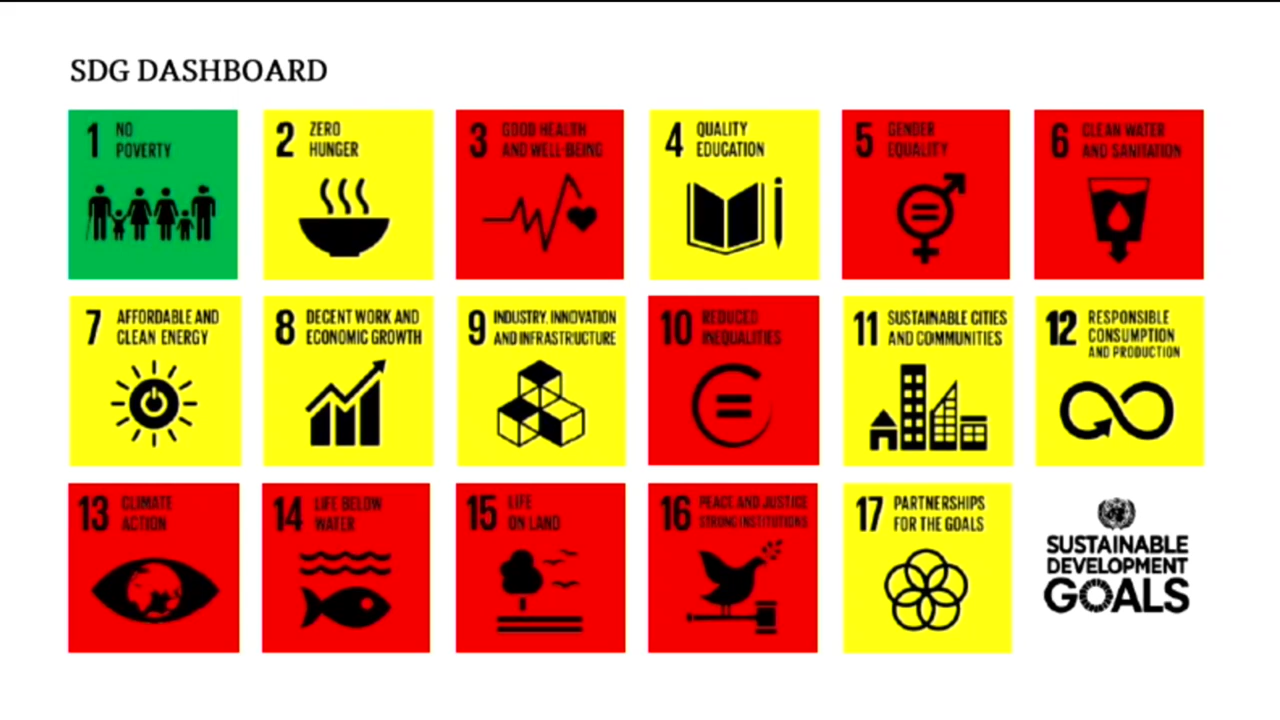 SDG DASHBOARD
1 NO
POVERTY
2 ZERO
HUNGER
3 GOOD HEALTH
AND WELL-BEING
4 QUALITY
EDUCATION
5 GENDER
EQUALITY
6 CLEAN WATER
AND SANITATION
7 AFFORDABLE AND
CLEAN ENERGY
8 DECENT WORK AND
ECONOMIC GROWTH
9 INDUSTRY, INNOVATION
AND INFRASTRUCTURE
10 REDUCED
INEQUALITIES
11 SUSTAINABLE CITIES
AND COMMUNITIES
12 RESPONSIBLE
CONSUMPTION
AND PRODUCTION
13 CLIMATE
ACTION
14 LIFE BELOW
WATER
15 LIFE
ON LAND
16 PEACE AND JUSTICE
STRONG INSTITUTIONS
17 PARTNERSHIPS
FOR THE GOALS
SUSTAINABLE
DEVELOPMENT
GOALS